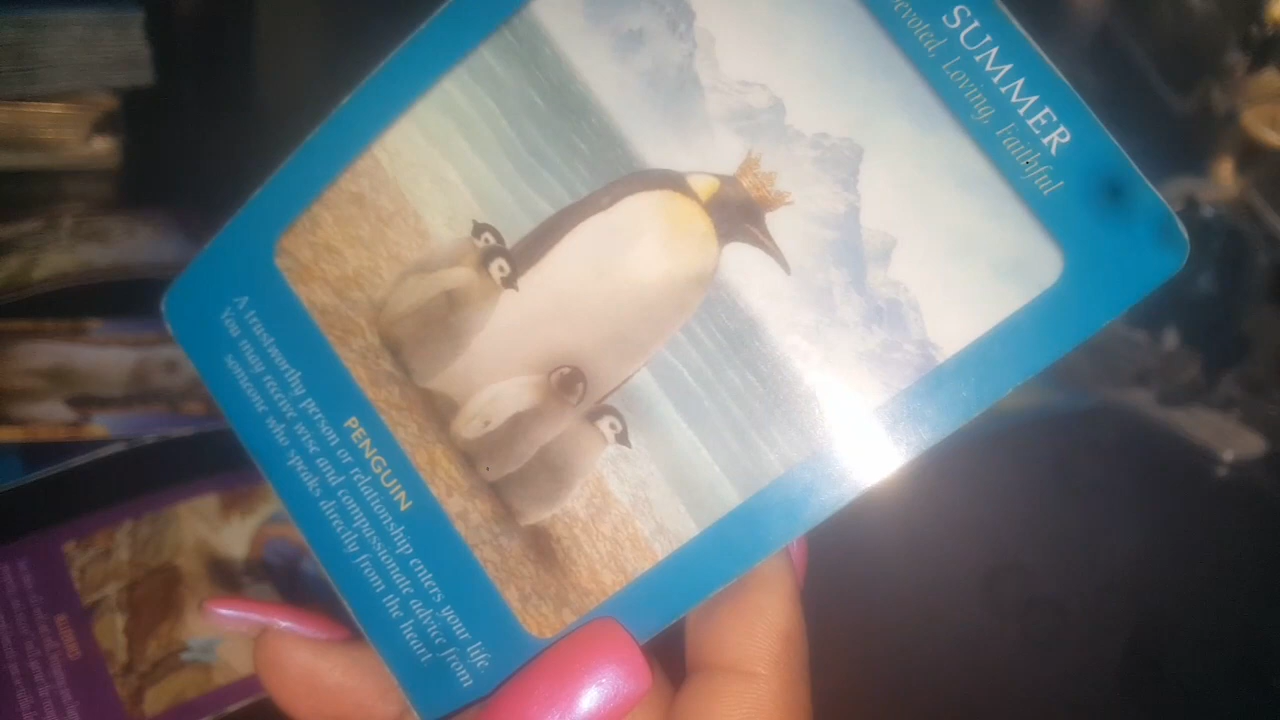 SUMMER
Devoted, Loving, Faithful
PENGUIN
A trustworthy person or relationship enters your life.
You may receive wise and compassionate advice from
someone who speaks directly from the heart.